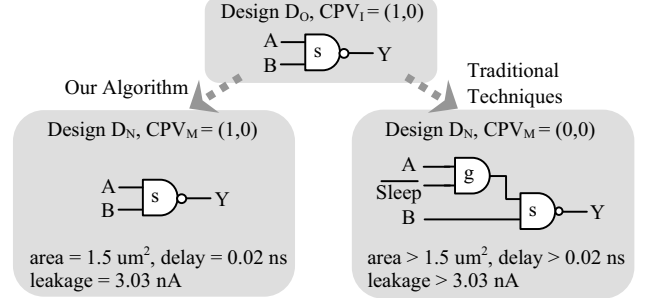 Design D_O, CPV_I = (1,0)
A
B
s
Y
Our Algorithm
Traditional
Techniques
Design D_N, CPV_M = (1,0)
A
B
s
Y
area = 1.5 um², delay = 0.02 ns
leakage = 3.03 nA
Design D_N, CPV_M = (0,0)
A
Sleep
g
B
s
Y
area > 1.5 um², delay > 0.02 ns
leakage > 3.03 nA